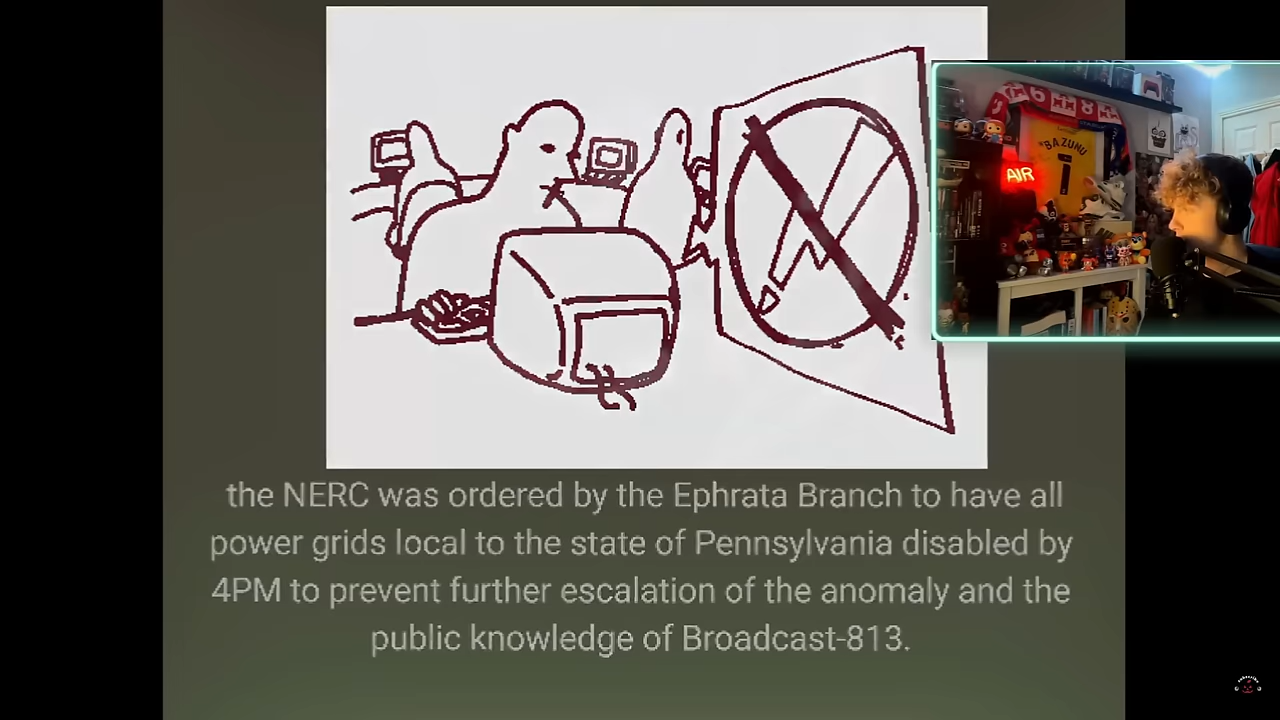 BAZUNU
1
AIR
the NERC was ordered by the Ephrata Branch to have all
power grids local to the state of Pennsylvania disabled by
4PM to prevent further escalation of the anomaly and the
public knowledge of Broadcast-813.